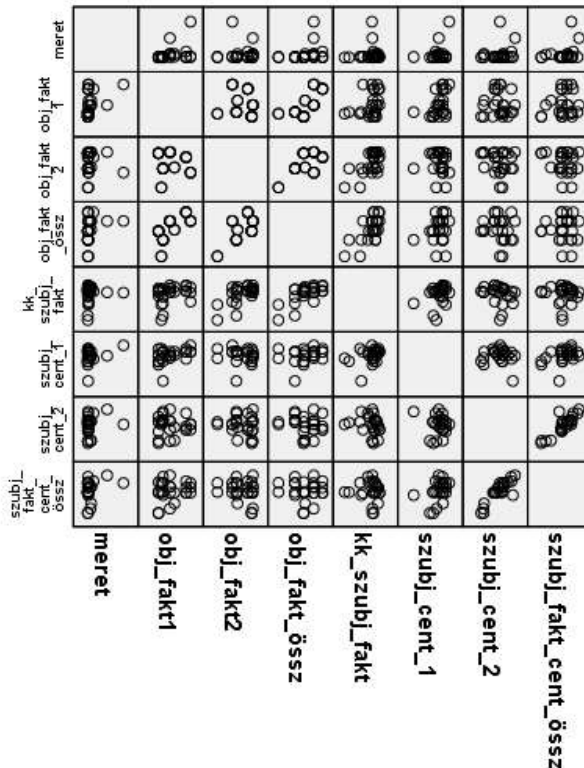 meret
obj_fakt
1
obj_fakt
2
obj_fakt
_össz
kk_
szubj_
fakt
szubj_
cent_1
szubj_
cent_2
szubj_
fakt_
cent_
össz
meret
obj_fakt1
obj_fakt2
obj_fakt_össz
kk_szubj_fakt
szubj_cent_1
szubj_cent_2
szubj_fakt_cent_össz